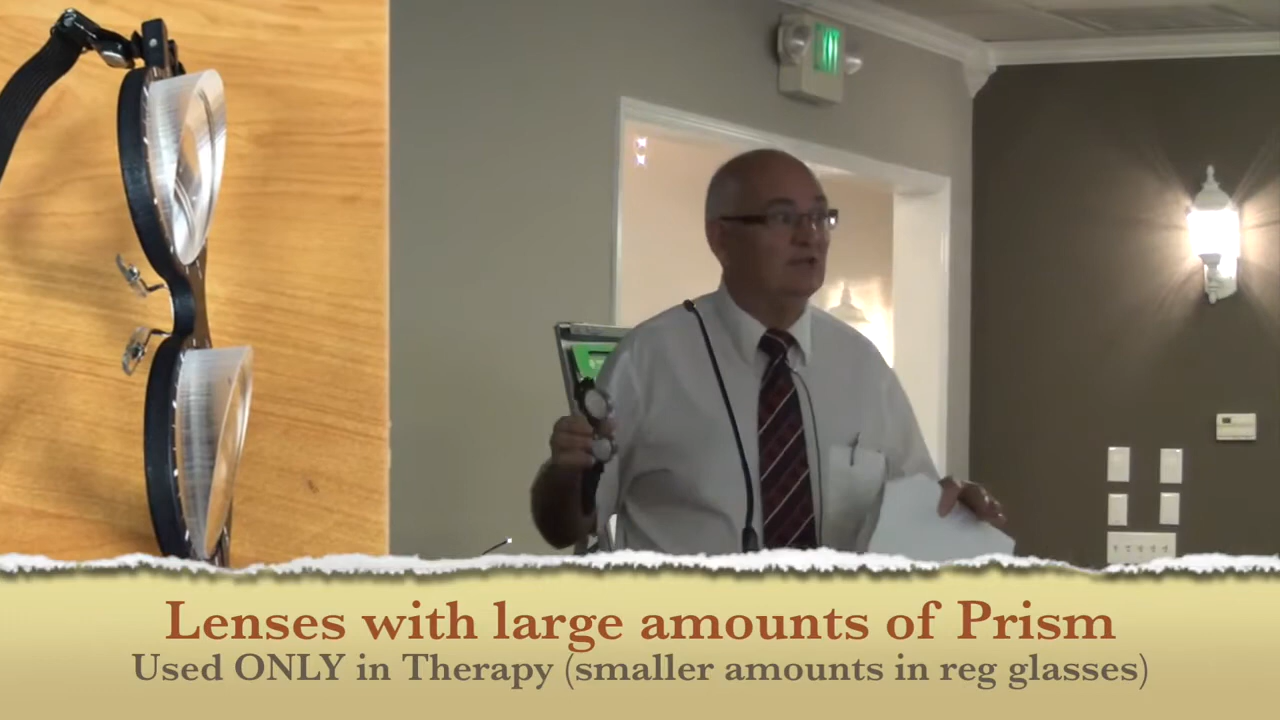 Lenses with large amounts of Prism
Used ONLY in Therapy (smaller amounts in reg glasses)